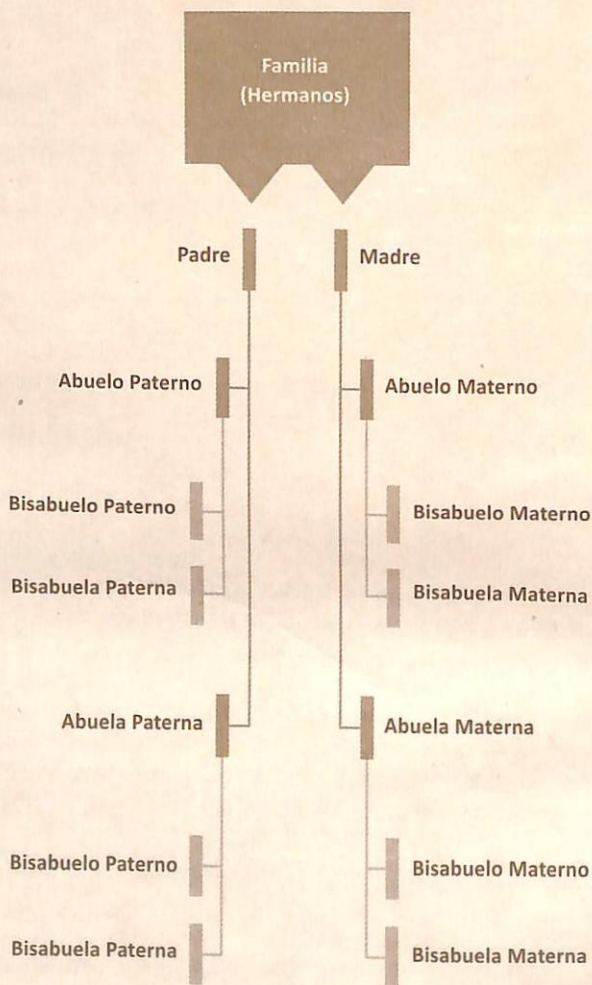 Familia
(Hermanos)
Padre
Madre
Abuelo Paterno
Abuelo Materno
Bisabuelo Paterno
Bisabuelo Materno
Bisabuela Paterna
Bisabuela Materna
Abuela Paterna
Abuela Materna
Bisabuelo Paterno
Bisabuelo Materno
Bisabuela Paterna
Bisabuela Materna